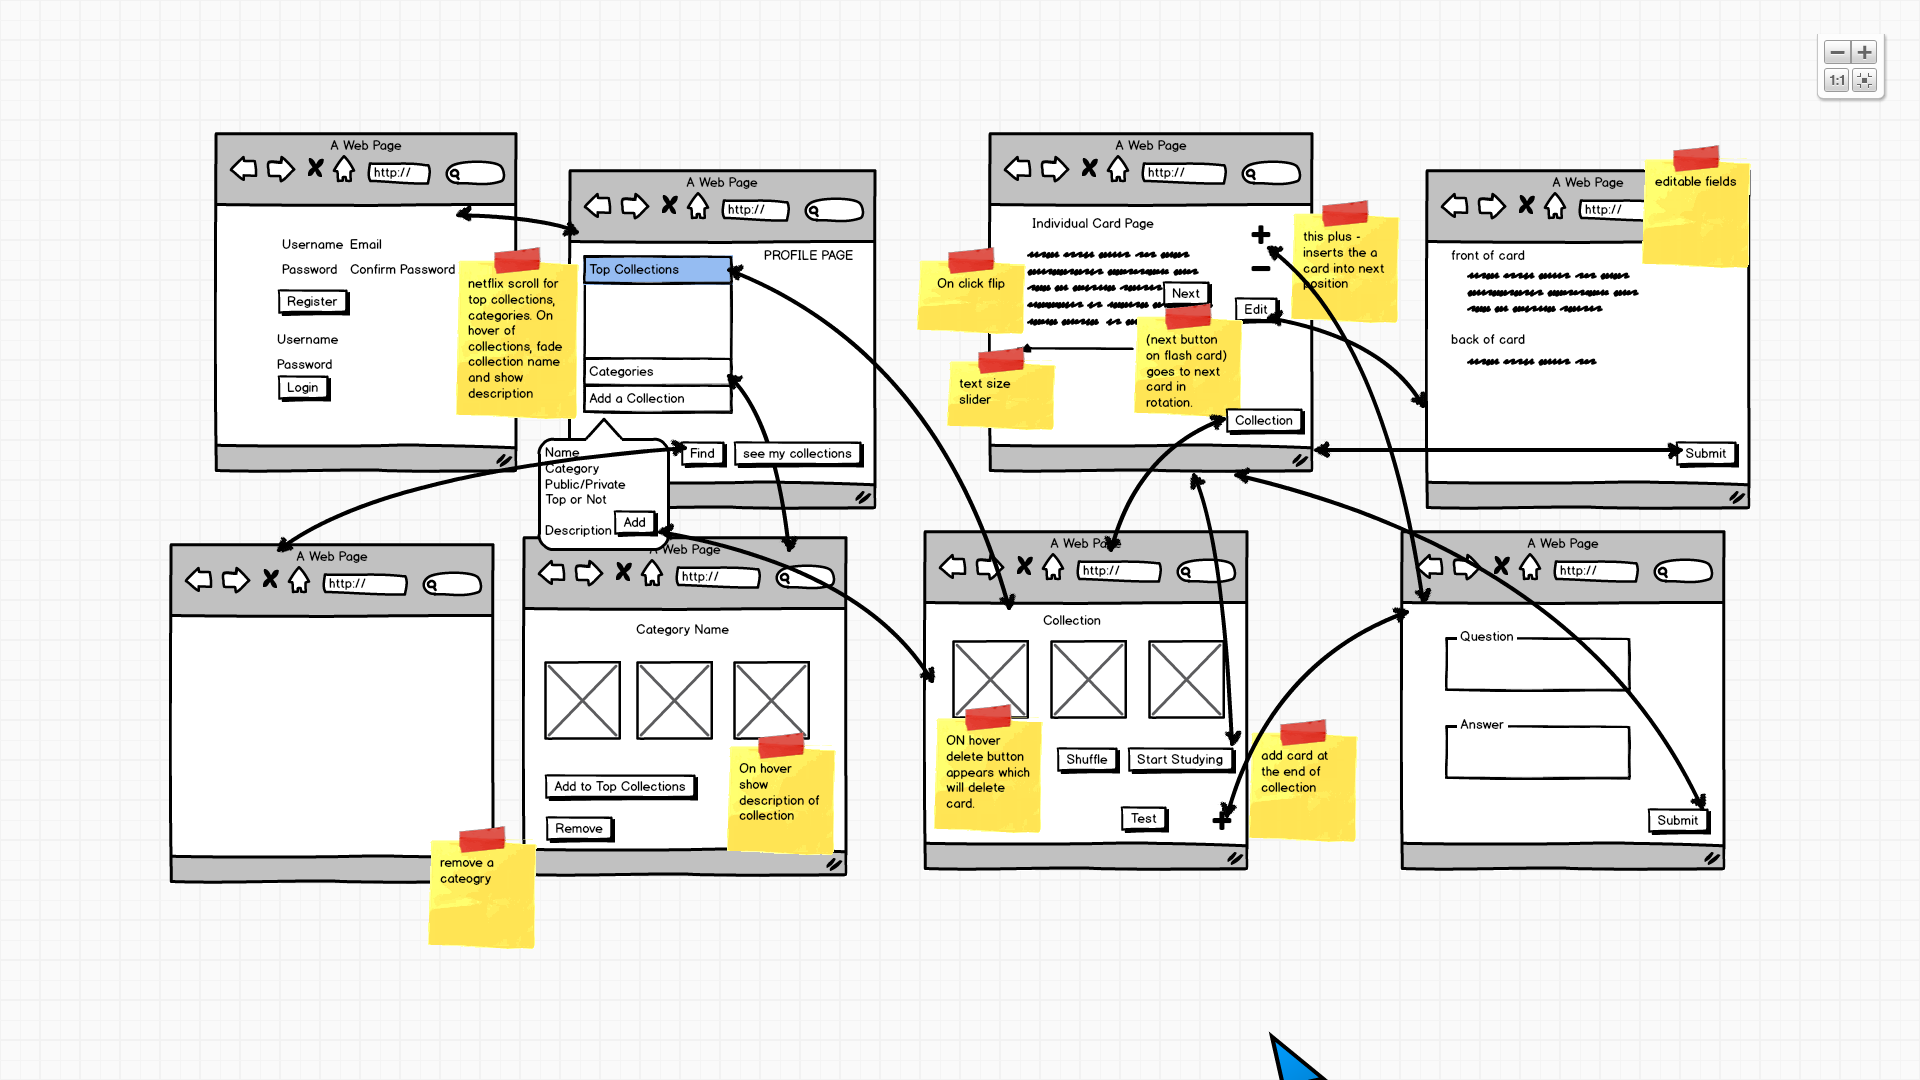 1:1
A Web Page
http://
Username Email
Password Confirm Password
Register
Username
Password
Login
netflix scroll for
top collections,
categories. On
hover of
collections, fade
collection name
and show
description
A Web Page
http://
PROFILE PAGE
Top Collections
Categories
Add a Collection
Find
see my collections
Name
Category
Public/Private
Top or Not
Description
Add
A Web Page
http://
Individual Card Page
Next
Edit
Collection
On click flip
text size
slider
(next button
on flash card)
goes to next
card in
rotation.
this plus -
inserts the a
card into next
position
A Web Page
http://
editable fields
front of card
back of card
Submit
A Web Page
http://
remove a
cateogry
A Web Page
http://
Category Name
Add to Top Collections
Remove
On hover
show
description of
collection
A Web Page
http://
Collection
ON hover
delete button
appears which
will delete
card.
Shuffle
Start Studying
Test
add card at
the end of
collection
A Web Page
http://
Question
Answer
Submit